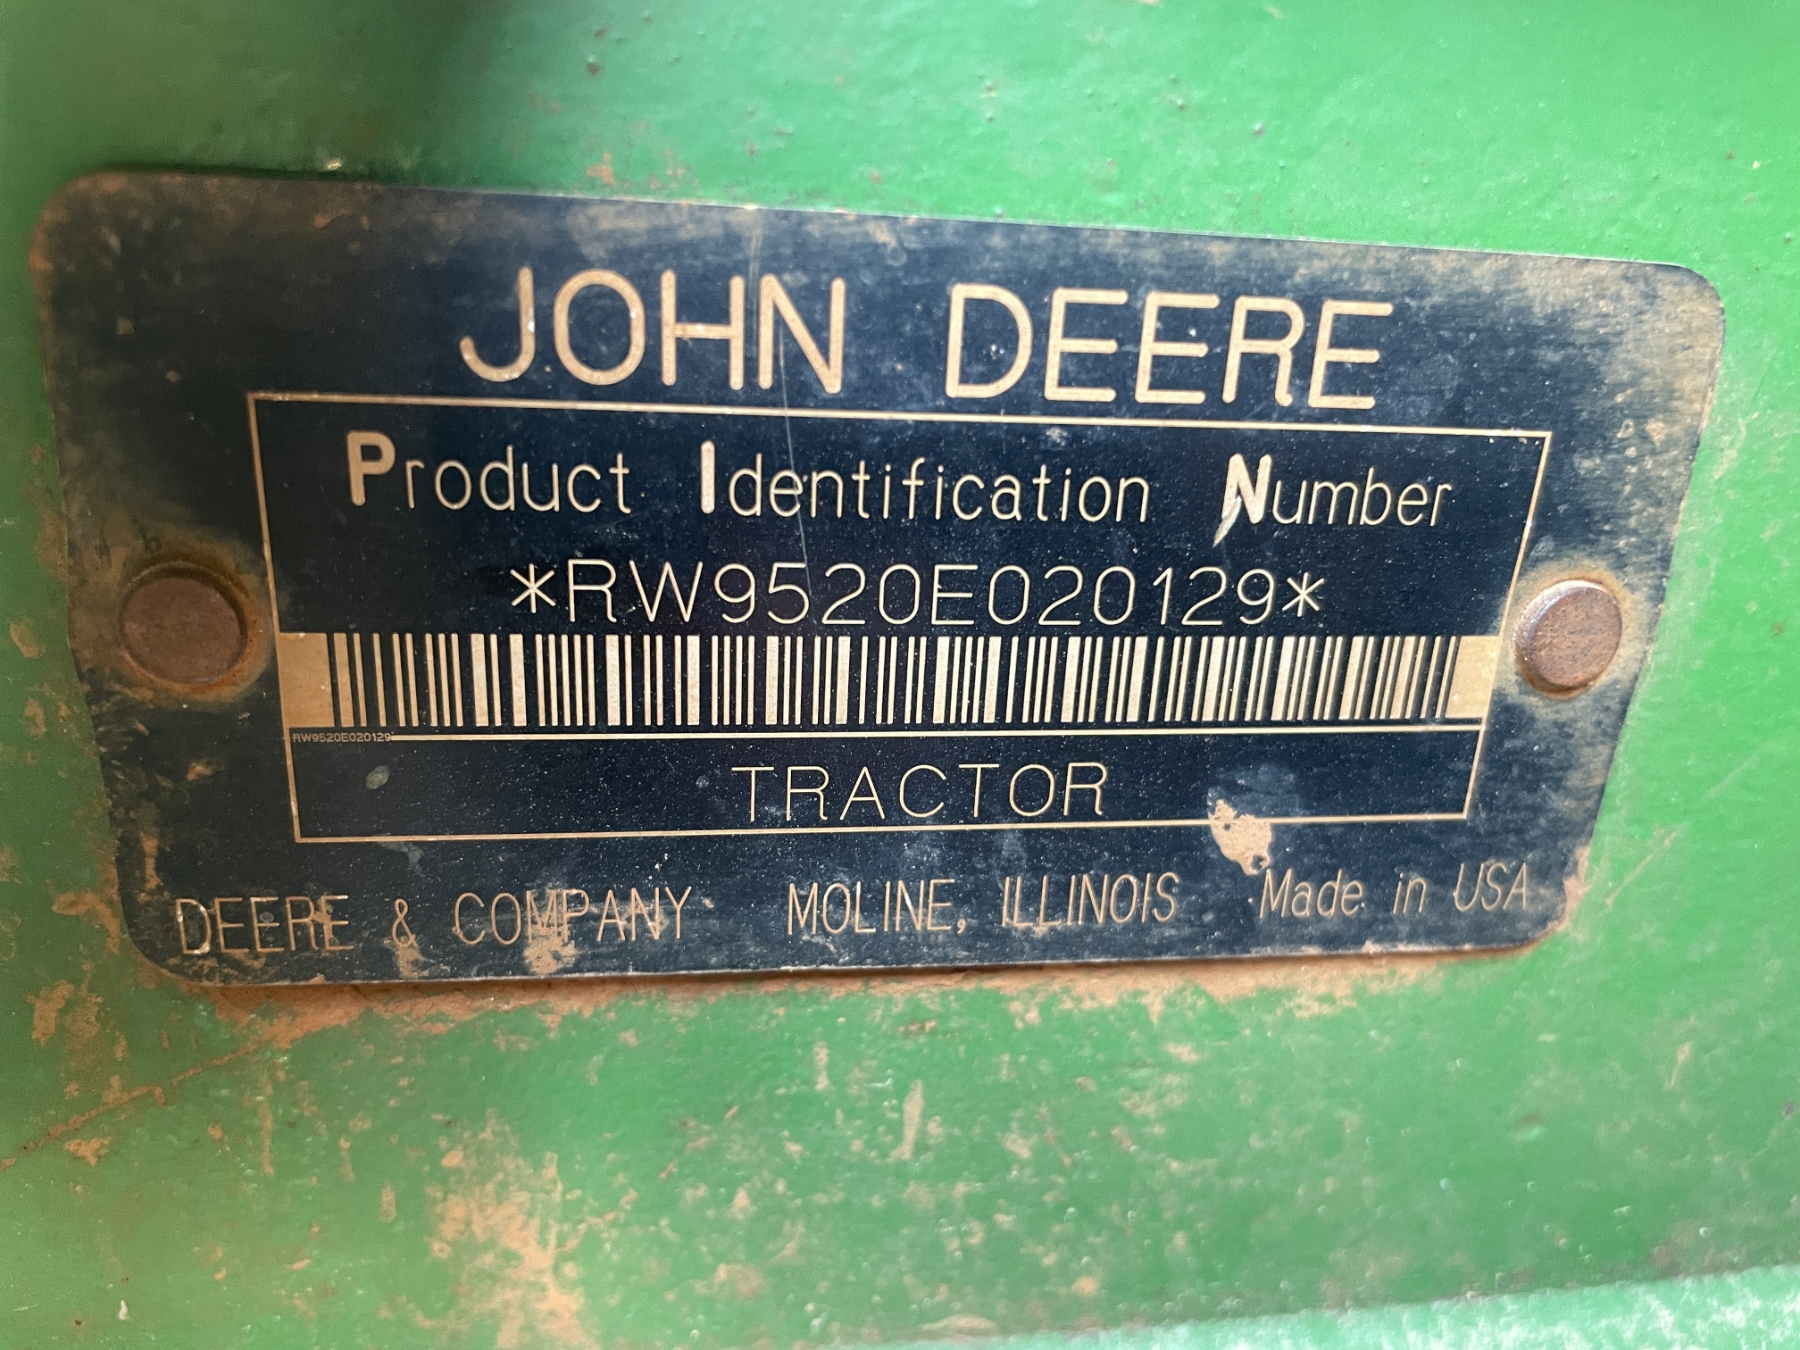 JOHN DEERE
Product Identification Number
*RW9520E020129*
RW9520E020129
TRACTOR
DEERE & COMPANY MOLINE, ILLINOIS Made in USA